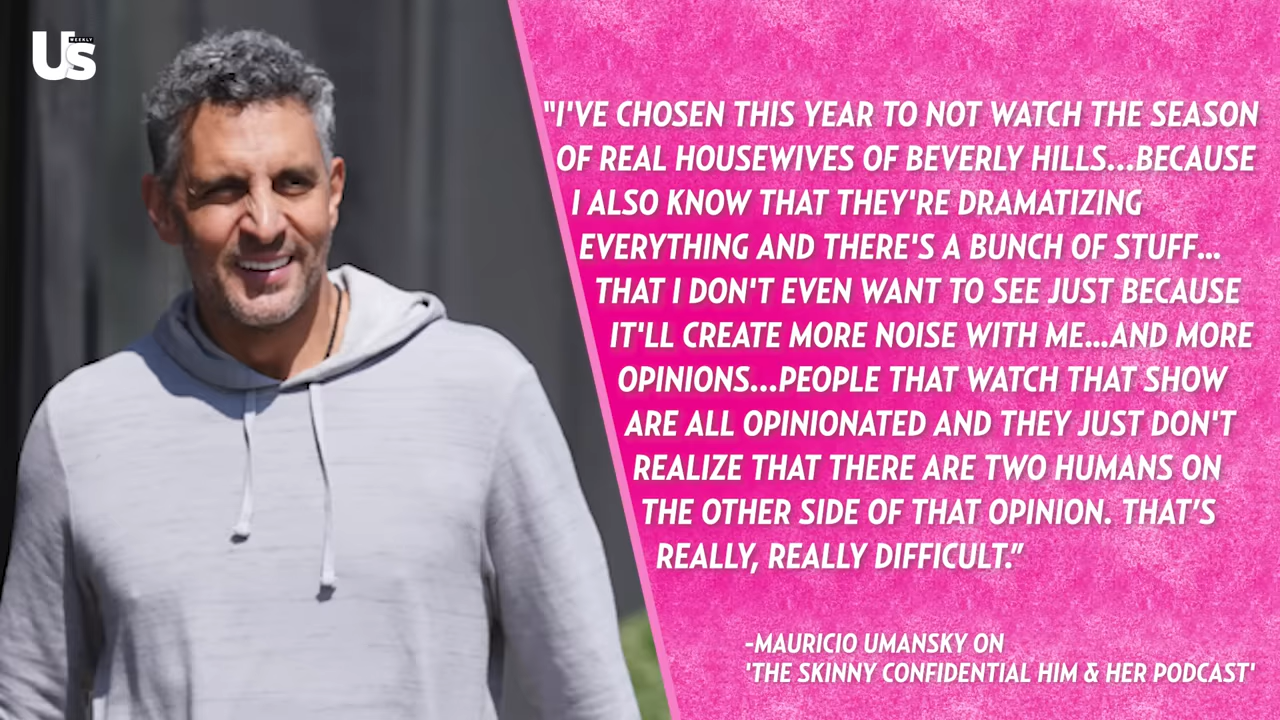 Us
WEEKLY
"I'VE CHOSEN THIS YEAR TO NOT WATCH THE SEASON
OF REAL HOUSEWIVES OF BEVERLY HILLS...BECAUSE
I ALSO KNOW THAT THEY'RE DRAMATIZING
EVERYTHING AND THERE'S A BUNCH OF STUFF...
THAT I DON'T EVEN WANT TO SEE JUST BECAUSE
IT'LL CREATE MORE NOISE WITH ME...AND MORE
OPINIONS...PEOPLE THAT WATCH THAT SHOW
ARE ALL OPINIONATED AND THEY JUST DON'T
REALIZE THAT THERE ARE TWO HUMANS ON
THE OTHER SIDE OF THAT OPINION. THAT'S
REALLY, REALLY DIFFICULT."
-MAURICIO UMANSKY ON
'THE SKINNY CONFIDENTIAL HIM & HER PODCAST'